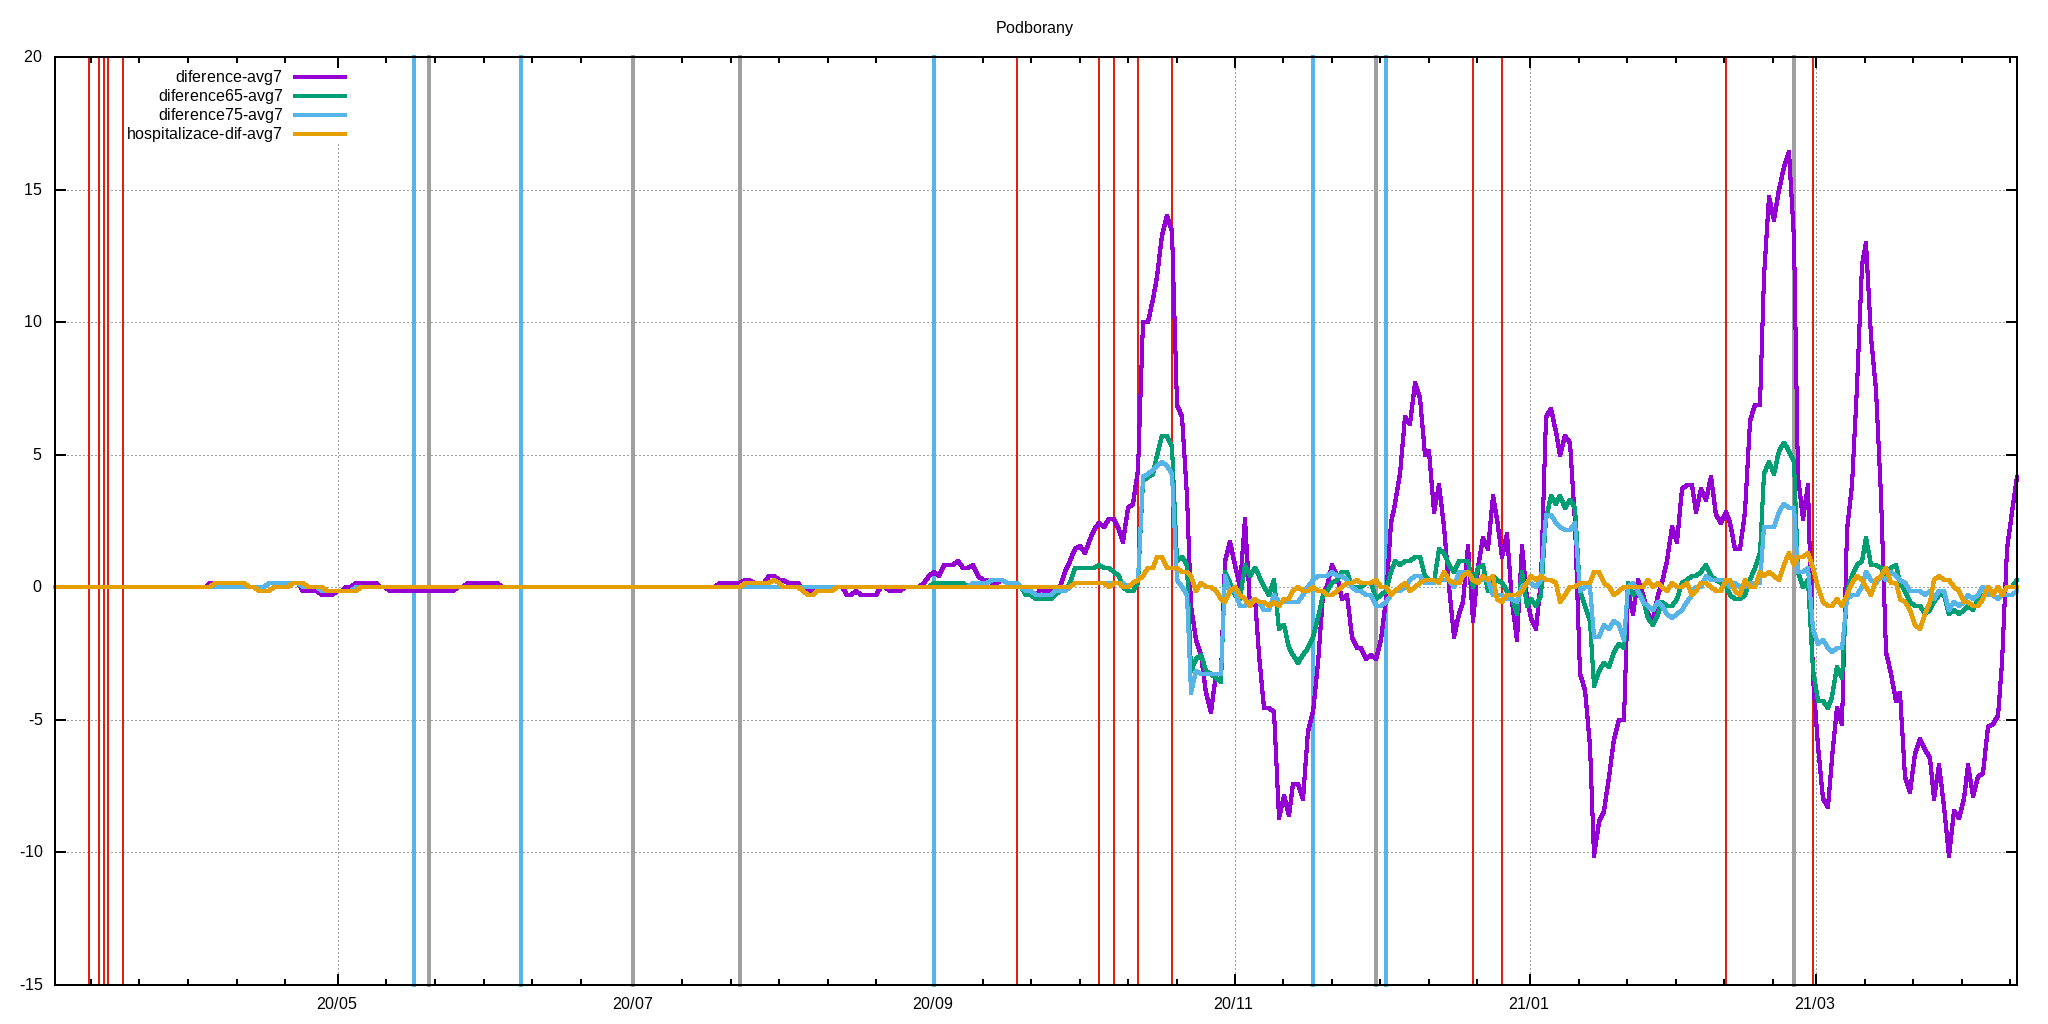 Podborany
20
15
10
5
0
-5
-10
-15
diference-avg7
diference65-avg7
diference75-avg7
hospitalizace-dif-avg7
20/05
20/07
20/09
20/11
21/01
21/03